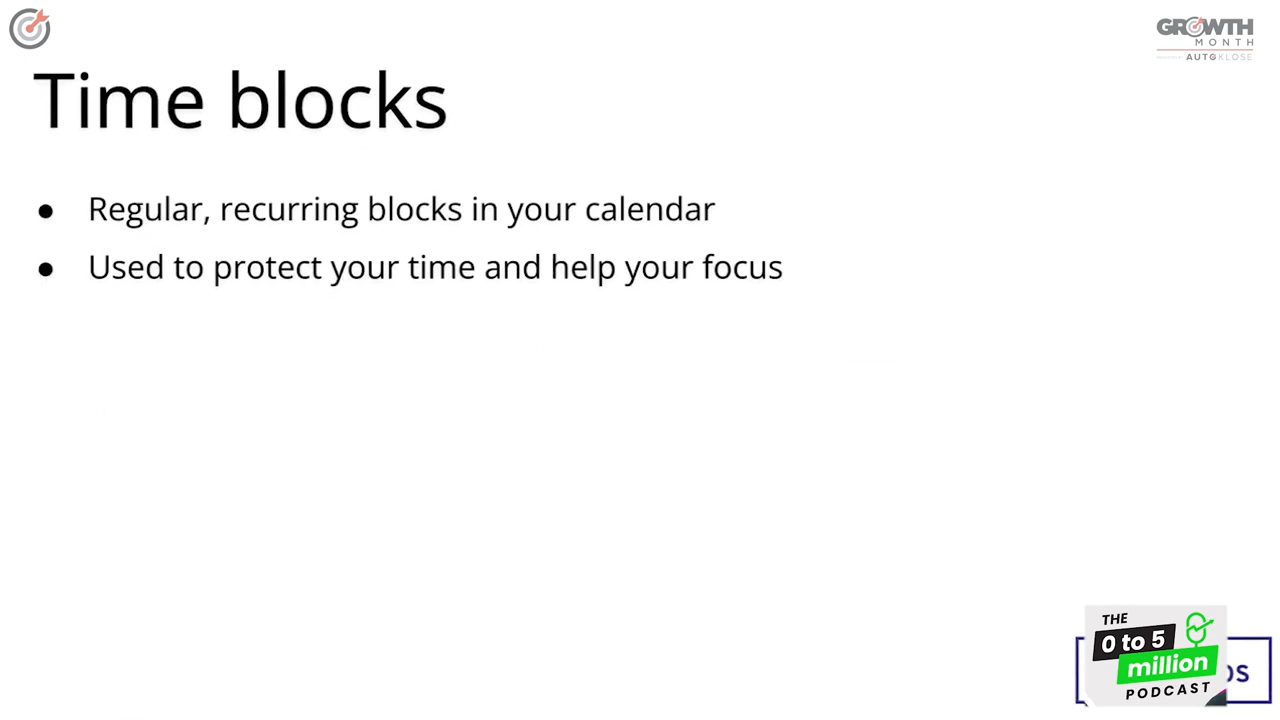 GROWTH
MONTH
AUTOKLOSE
Time blocks
● Regular, recurring blocks in your calendar
● Used to protect your time and help your focus
THE
0 to 5
million
PODCAST